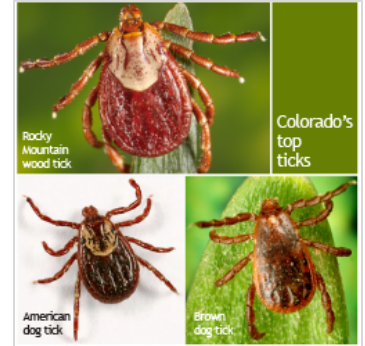 Rocky
Mountain
wood tick
Colorado's
top
ticks
American
dog tick
Brown
dog tick